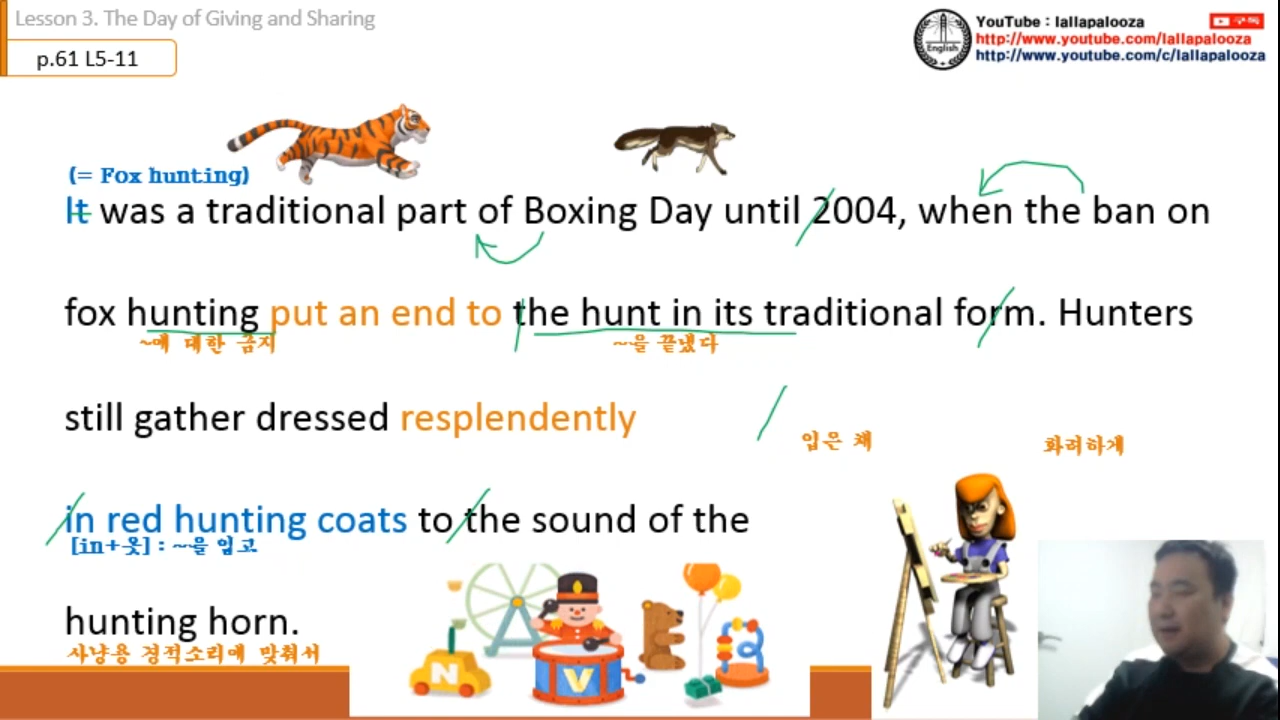 Lesson 3. The Day of Giving and Sharing
YouTube : lallapalooza
구독
http://www.youtube.com/lallapalooza
English
http://www.youtube.com/c/lallapalooza
p.61 L5-11
(= Fox hunting)
It was a traditional part of Boxing Day until 2004, when the ban on
fox hunting put an end to the hunt in its traditional form. Hunters
~에 대한 금지 ~을 끝냈다
still gather dressed resplendently
입은 채 화려하게
in red hunting coats to the sound of the
[in+옷] : ~을 입고
hunting horn.
사냥용 경적소리에 맞춰서
N
V